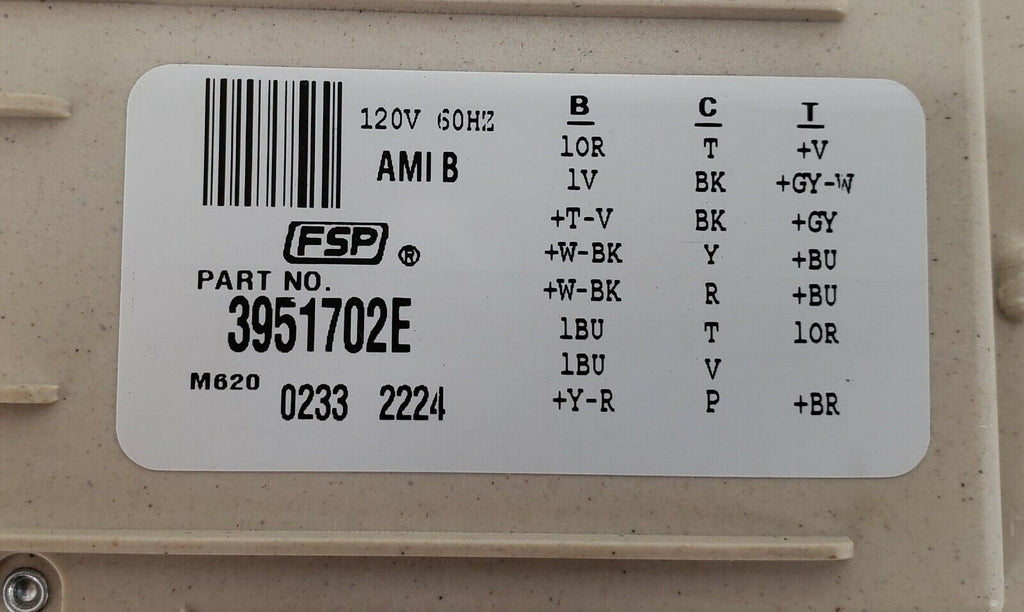 120V 60HZ
AMI B
FSP ®
PART NO.
3951702E
M620 0233 2224
B C T
1OR T +V
1V BK +GY-W
+T-V BK +GY
+W-BK Y +BU
+W-BK R +BU
1BU T 1OR
1BU V
+Y-R P +BR